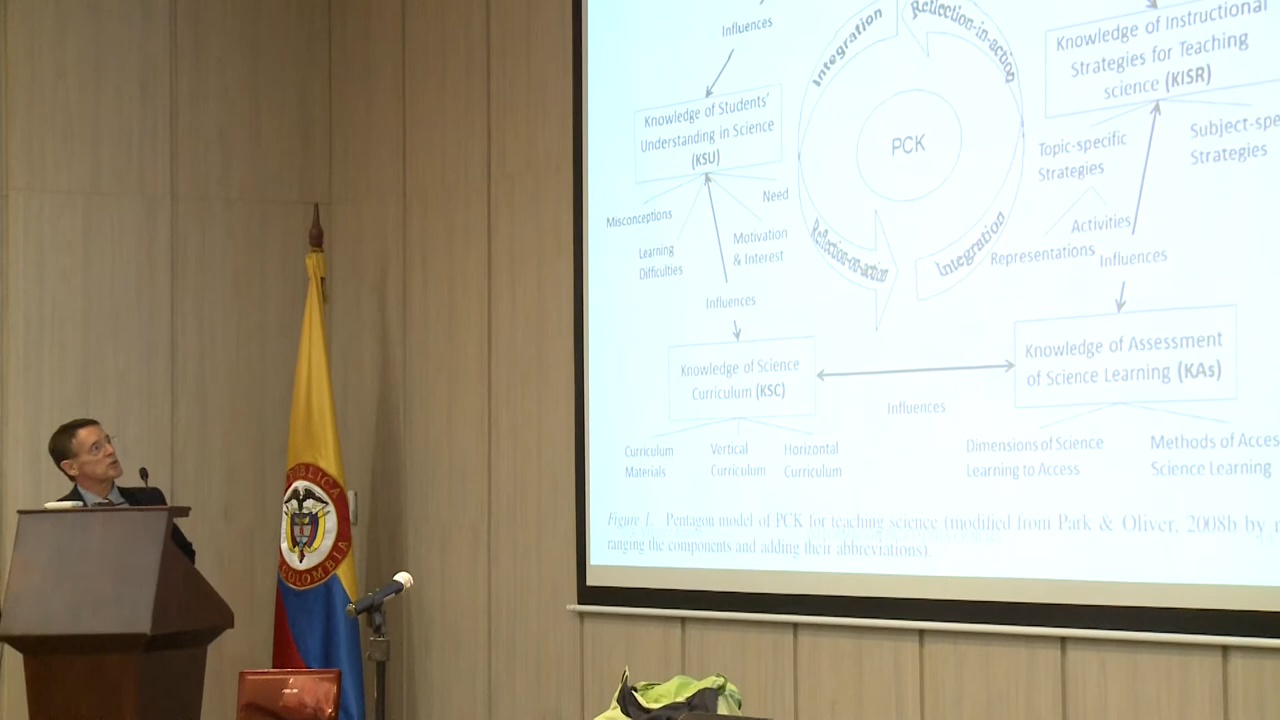 Influences
Integration
Reflection-in-action
Knowledge of Instructional
Strategies for Teaching
science (KISR)
Knowledge of Students'
Understanding in Science
(KSU)
PCK
Topic-specific
Strategies
Subject-spe
Strategies
Misconceptions
Need
Learning
Difficulties
Motivation
& Interest
Activities
Representations
Reflection-on-action
Integration
Influences
Influences
Knowledge of Science
Curriculum (KSC)
Knowledge of Assessment
of Science Learning (KAs)
Influences
Curriculum
Materials
Vertical
Curriculum
Horizontal
Curriculum
Dimensions of Science
Learning to Access
Methods of Acces
Science Learning
Figure 1. Pentagon model of PCK for teaching science (modified from Park & Oliver, 2008b by r
ranging the components and adding their abbreviations).
COLOMBIA
ASUS